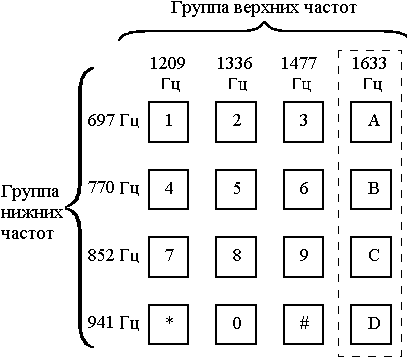 Группа верхних частот
1209 1336 1477 1633
Гц Гц Гц Гц
697 Гц 1 2 3 A
770 Гц 4 5 6 B
Группа
нижних
частот
852 Гц 7 8 9 C
941 Гц * 0 # D